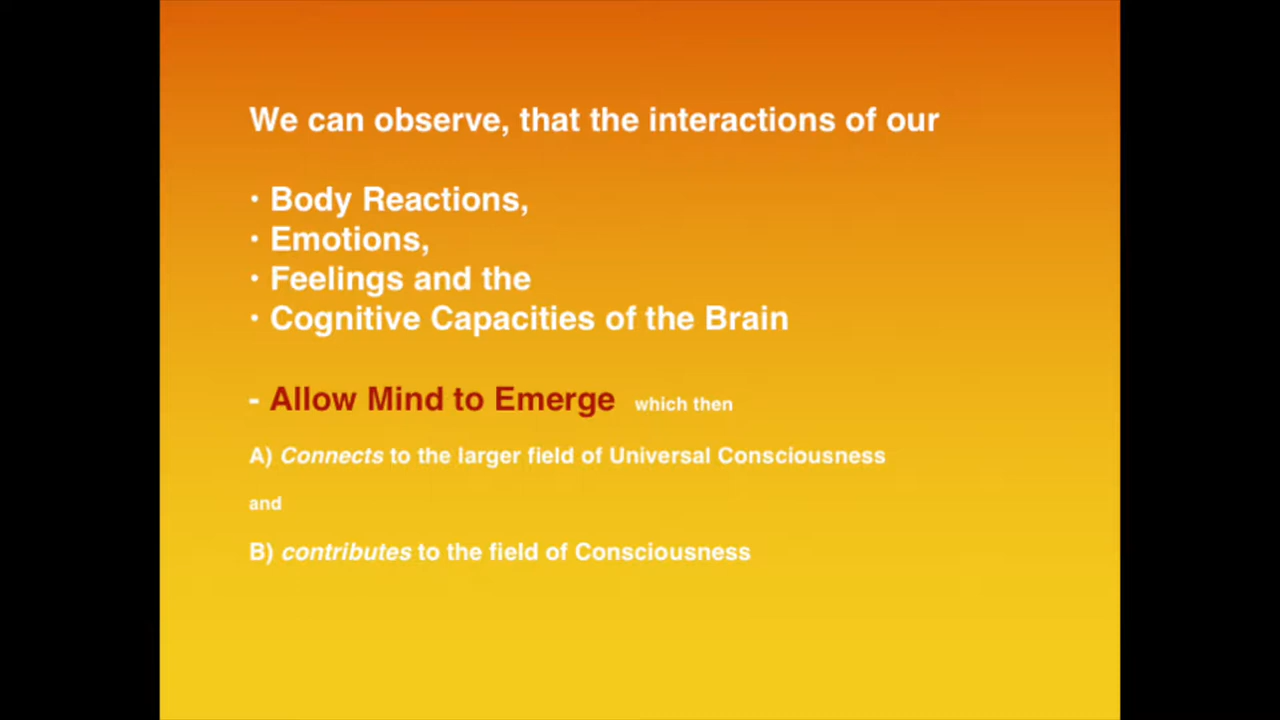 We can observe, that the interactions of our
· Body Reactions,
· Emotions,
· Feelings and the
· Cognitive Capacities of the Brain
- Allow Mind to Emerge which then
A) Connects to the larger field of Universal Consciousness
and
B) contributes to the field of Consciousness